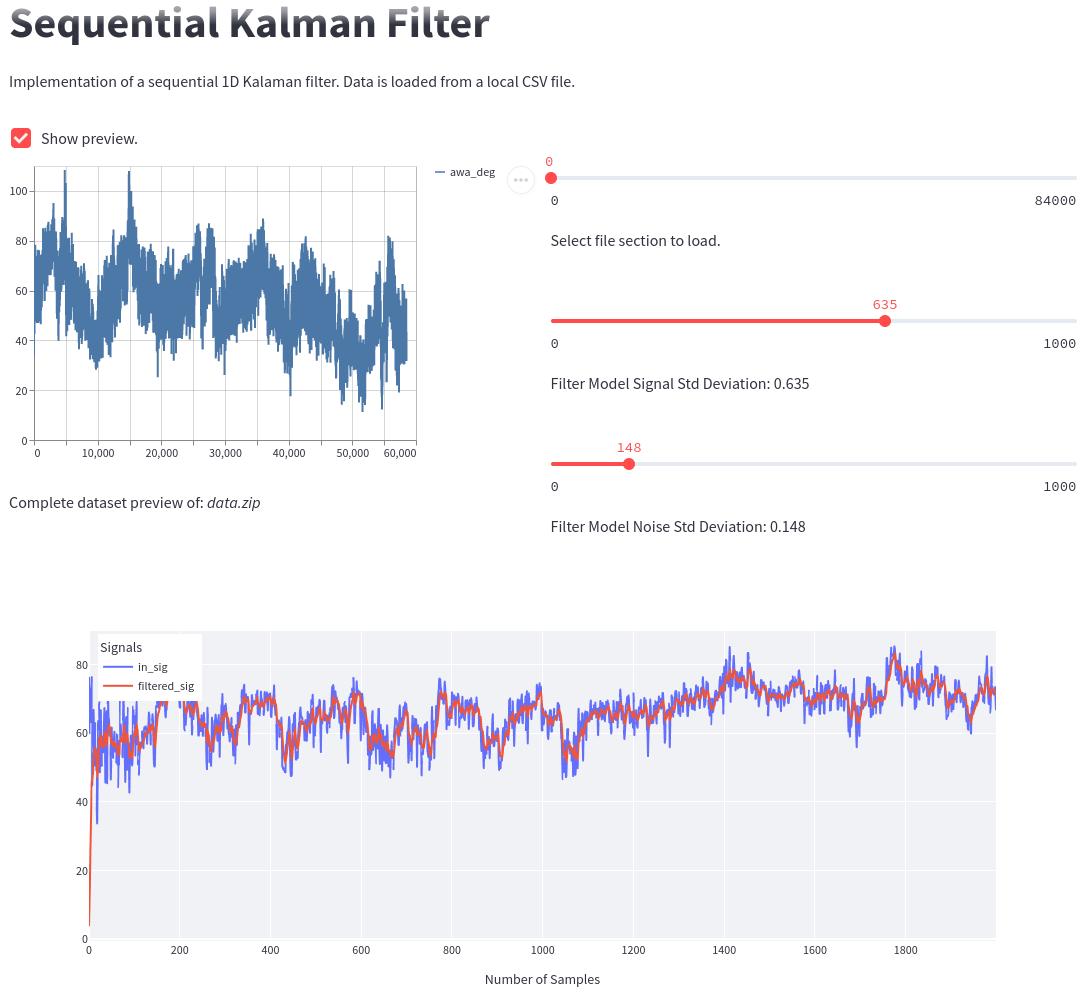 Sequential Kalman Filter
Implementation of a sequential 1D Kalaman filter. Data is loaded from a local CSV file.
Show preview.
100
80
60
40
20
0
0 10,000 20,000 30,000 40,000 50,000 60,000
awa_deg
Complete dataset preview of: data.zip
0
0 84000
Select file section to load.
635
0 1000
Filter Model Signal Std Deviation: 0.635
148
0 1000
Filter Model Noise Std Deviation: 0.148
Signals
in_sig
filtered_sig
80
60
40
20
0
0 200 400 600 800 1000 1200 1400 1600 1800
Number of Samples